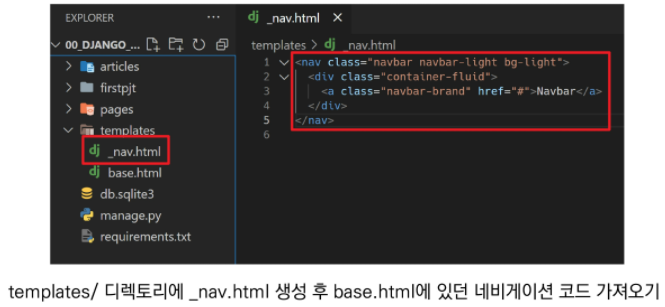 EXPLORER
···
dj _nav.html ×
00_DJANGO_...
templates > dj _nav.html
> articles
> firstpjt
> pages
templates
dj _nav.html
dj base.html
db.sqlite3
manage.py
requirements.txt
1 <nav class="navbar navbar-light bg-light">
2 <div class="container-fluid">
3 <a class="navbar-brand" href="#">Navbar</a>
4 </div>
5 </nav>
6
templates/ 디렉토리에 _nav.html 생성 후 base.html에 있던 네비게이션 코드 가져오기